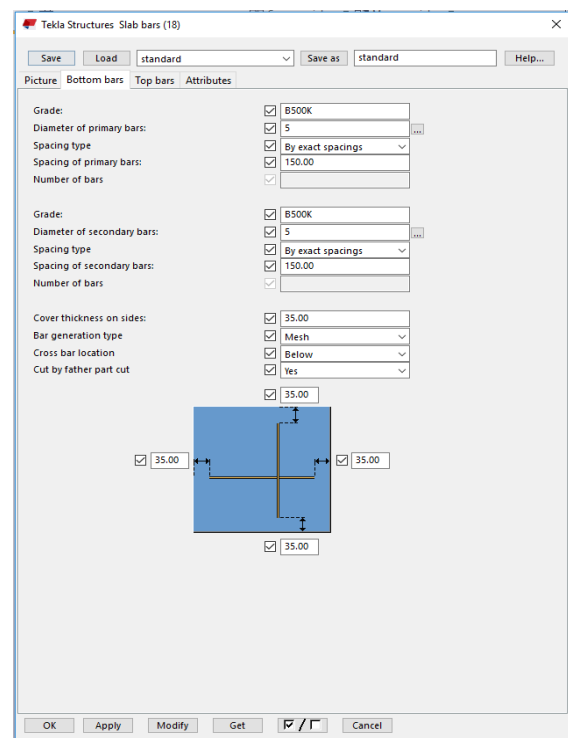 Tekla Structures Slab bars (18)
Save Load standard Save as standard Help...
Picture Bottom bars Top bars Attributes
Grade: B500K
Diameter of primary bars: 5 ...
Spacing type By exact spacings
Spacing of primary bars: 150.00
Number of bars
Grade: B500K
Diameter of secondary bars: 5 ...
Spacing type By exact spacings
Spacing of secondary bars: 150.00
Number of bars
Cover thickness on sides: 35.00
Bar generation type Mesh
Cross bar location Below
Cut by father part cut Yes
35.00
35.00 35.00
35.00
OK Apply Modify Get / Cancel